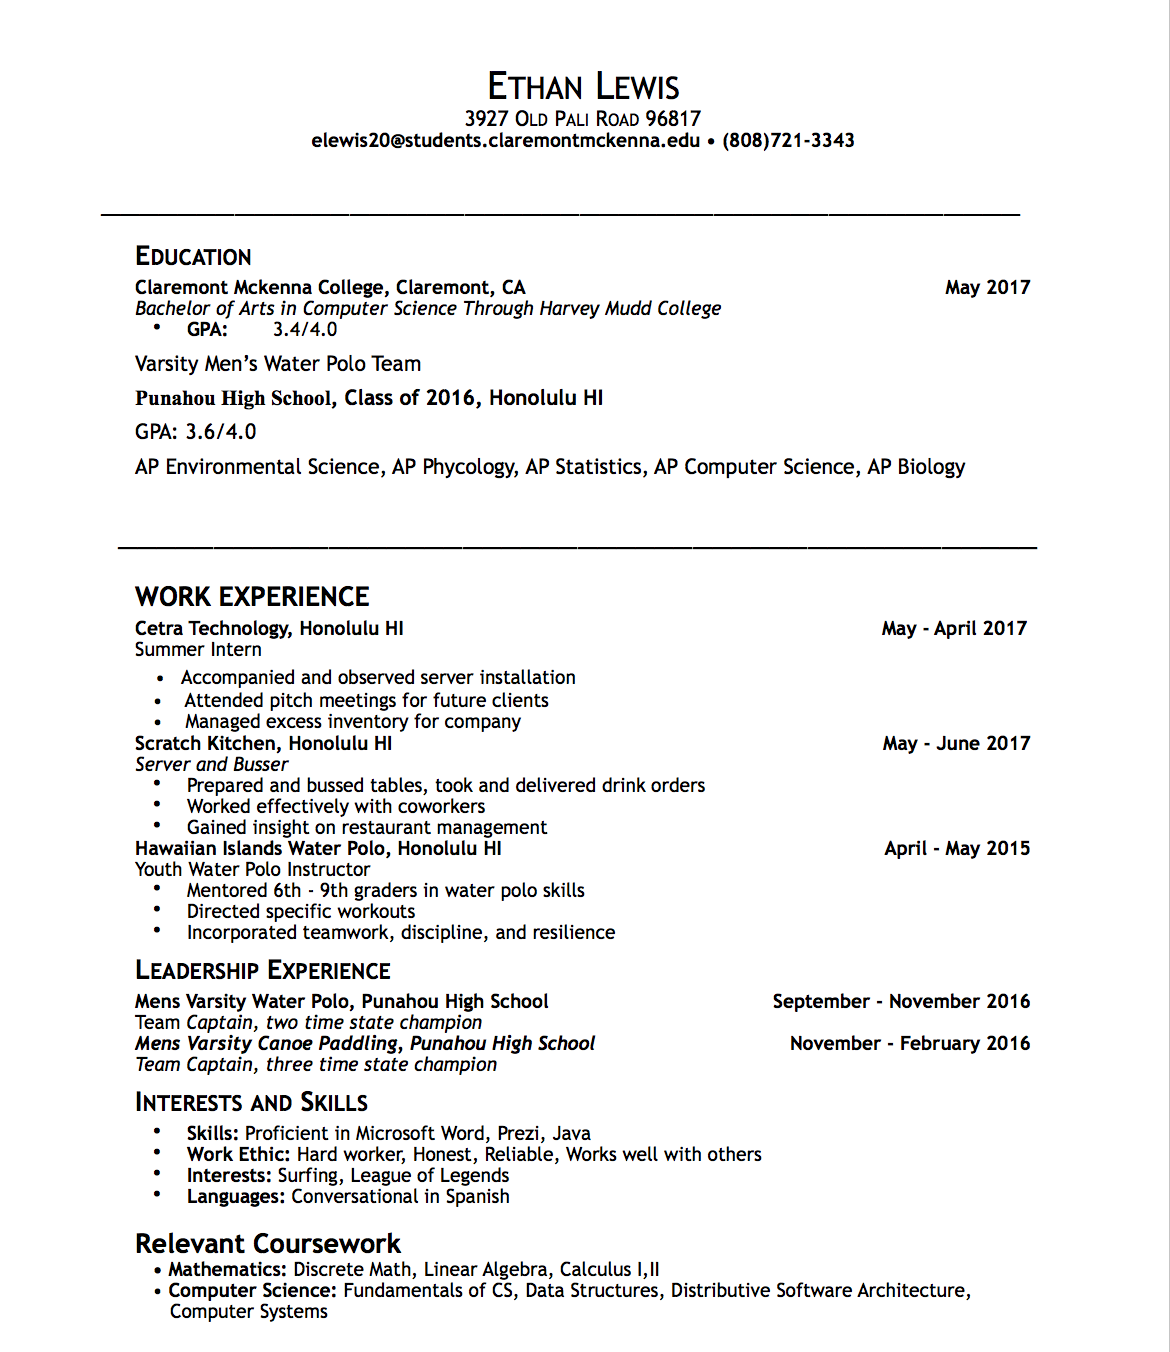 ETHAN LEWIS
3927 OLD PALI ROAD 96817
elewis20@students.claremontmckenna.edu • (808)721-3343
EDUCATION
Claremont Mckenna College, Claremont, CA May 2017
Bachelor of Arts in Computer Science Through Harvey Mudd College
• GPA: 3.4/4.0
Varsity Men’s Water Polo Team
Punahou High School, Class of 2016, Honolulu HI
GPA: 3.6/4.0
AP Environmental Science, AP Phycology, AP Statistics, AP Computer Science, AP Biology
WORK EXPERIENCE
Cetra Technology, Honolulu HI May - April 2017
Summer Intern
• Accompanied and observed server installation
• Attended pitch meetings for future clients
• Managed excess inventory for company
Scratch Kitchen, Honolulu HI May - June 2017
Server and Busser
• Prepared and bussed tables, took and delivered drink orders
• Worked effectively with coworkers
• Gained insight on restaurant management
Hawaiian Islands Water Polo, Honolulu HI April - May 2015
Youth Water Polo Instructor
• Mentored 6th - 9th graders in water polo skills
• Directed specific workouts
• Incorporated teamwork, discipline, and resilience
LEADERSHIP EXPERIENCE
Mens Varsity Water Polo, Punahou High School September - November 2016
Team Captain, two time state champion
Mens Varsity Canoe Paddling, Punahou High School November - February 2016
Team Captain, three time state champion
INTERESTS AND SKILLS
• Skills: Proficient in Microsoft Word, Prezi, Java
• Work Ethic: Hard worker, Honest, Reliable, Works well with others
• Interests: Surfing, League of Legends
• Languages: Conversational in Spanish
Relevant Coursework
• Mathematics: Discrete Math, Linear Algebra, Calculus I,II
• Computer Science: Fundamentals of CS, Data Structures, Distributive Software Architecture,
Computer Systems